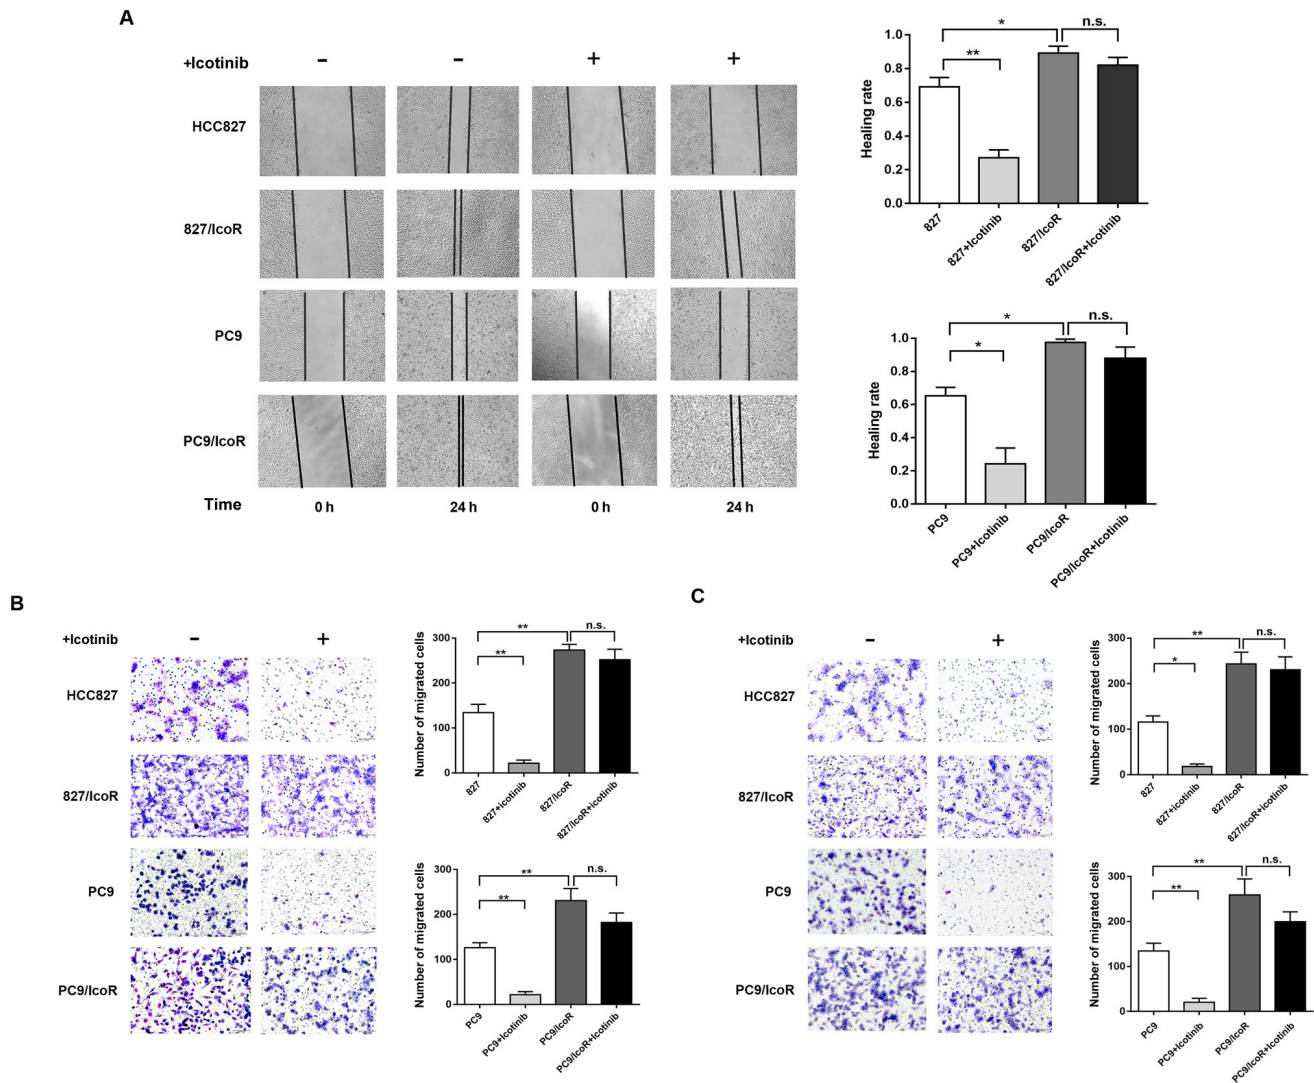 A
+Icotinib - - + +
HCC827
827/IcoR
PC9
PC9/IcoR
Time 0 h 24 h 0 h 24 h
* n.s.
**
Healing rate
1.0
0.8
0.6
0.4
0.2
0.0
827 827+Icotinib 827/IcoR 827/IcoR+Icotinib
* n.s.
*
Healing rate
1.0
0.8
0.6
0.4
0.2
0.0
PC9 PC9+Icotinib PC9/IcoR PC9/IcoR+Icotinib
B
+Icotinib - +
HCC827
827/IcoR
PC9
PC9/IcoR
** n.s.
**
Number of migrated cells
300
200
100
0
827 827+Icotinib 827/IcoR 827/IcoR+Icotinib
** n.s.
**
Number of migrated cells
300
200
100
0
PC9 PC9+Icotinib PC9/IcoR PC9/IcoR+Icotinib
C
+Icotinib - +
HCC827
827/IcoR
PC9
PC9/IcoR
** n.s.
*
Number of migrated cells
300
200
100
0
827 827+Icotinib 827/IcoR 827/IcoR+Icotinib
** n.s.
**
Number of migrated cells
300
200
100
0
PC9 PC9+Icotinib PC9/IcoR PC9/IcoR+Icotinib